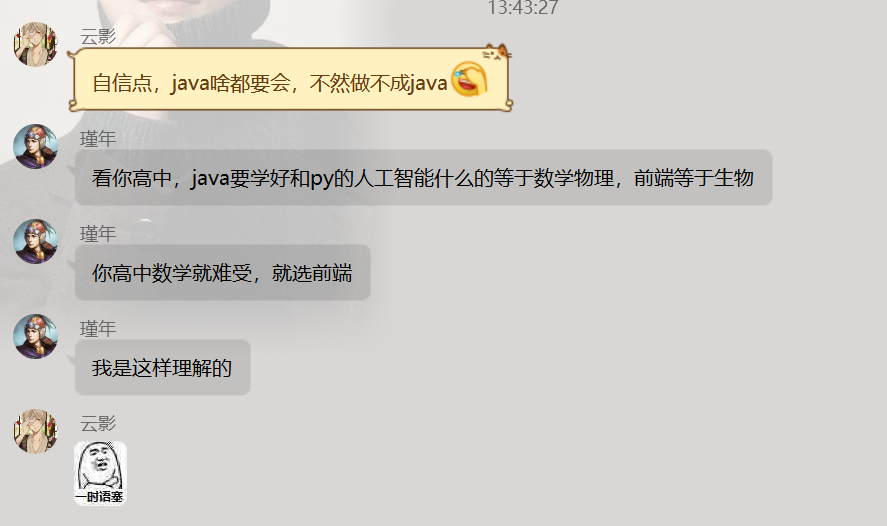 13:43:27
云影
自信点，java啥都要会，不然做不成java
瑾年
看你高中，java要学好和py的人工智能什么的等于数学物理，前端等于生物
瑾年
你高中数学就难受，就选前端
瑾年
我是这样理解的
云影
一时语塞